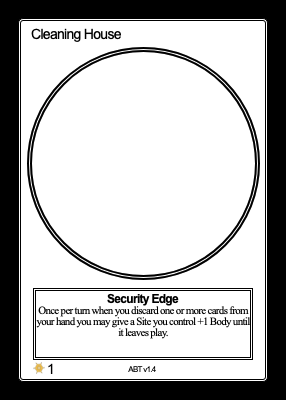 Cleaning House
Security Edge
Once per turn when you discard one or more cards from
your hand you may give a Site you control +1 Body until
it leaves play.
1
ABT v1.4